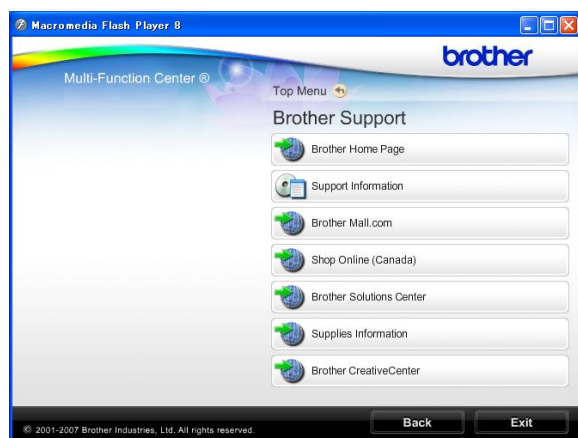 Macromedia Flash Player 8
brother
Multi-Function Center ®
Top Menu
Brother Support
Brother Home Page
Support Information
Brother Mall.com
Shop Online (Canada)
Brother Solutions Center
Supplies Information
Brother CreativeCenter
© 2001-2007 Brother Industries, Ltd. All rights reserved.
Back
Exit